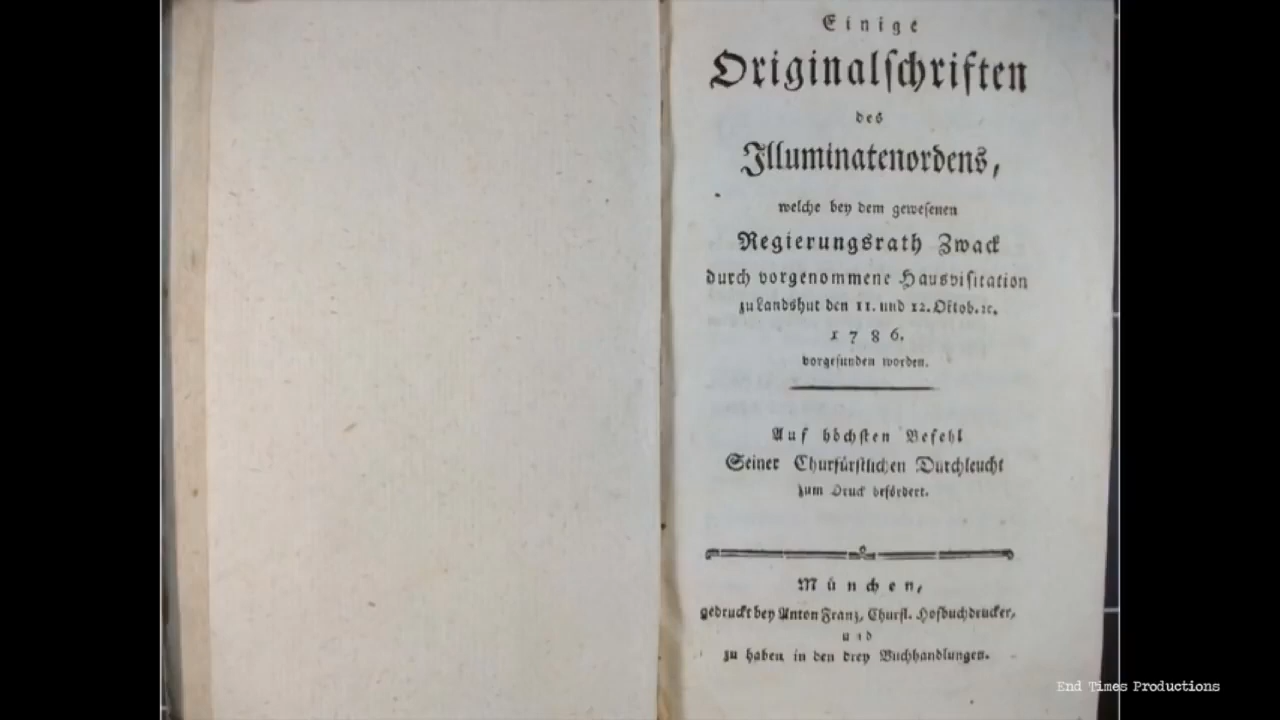 Einige
Originalſchriften
des
Illuminatenordens,
welche bey dem geweſenen
Regierungsrath Zwack
durch vorgenommene Hausviſitation
zu Landshut den 11. und 12. Oktob. ꝛc.
1786.
vorgefunden worden.
Auf höchſten Befehl
Seiner Churfürſtlichen Durchleucht
zum Druck befördert.
München,
gedruckt bey Anton Franz, Churfl. Hofbuchdrucker,
und
zu haben in den drey Buchhandlungen.
End Times Productions